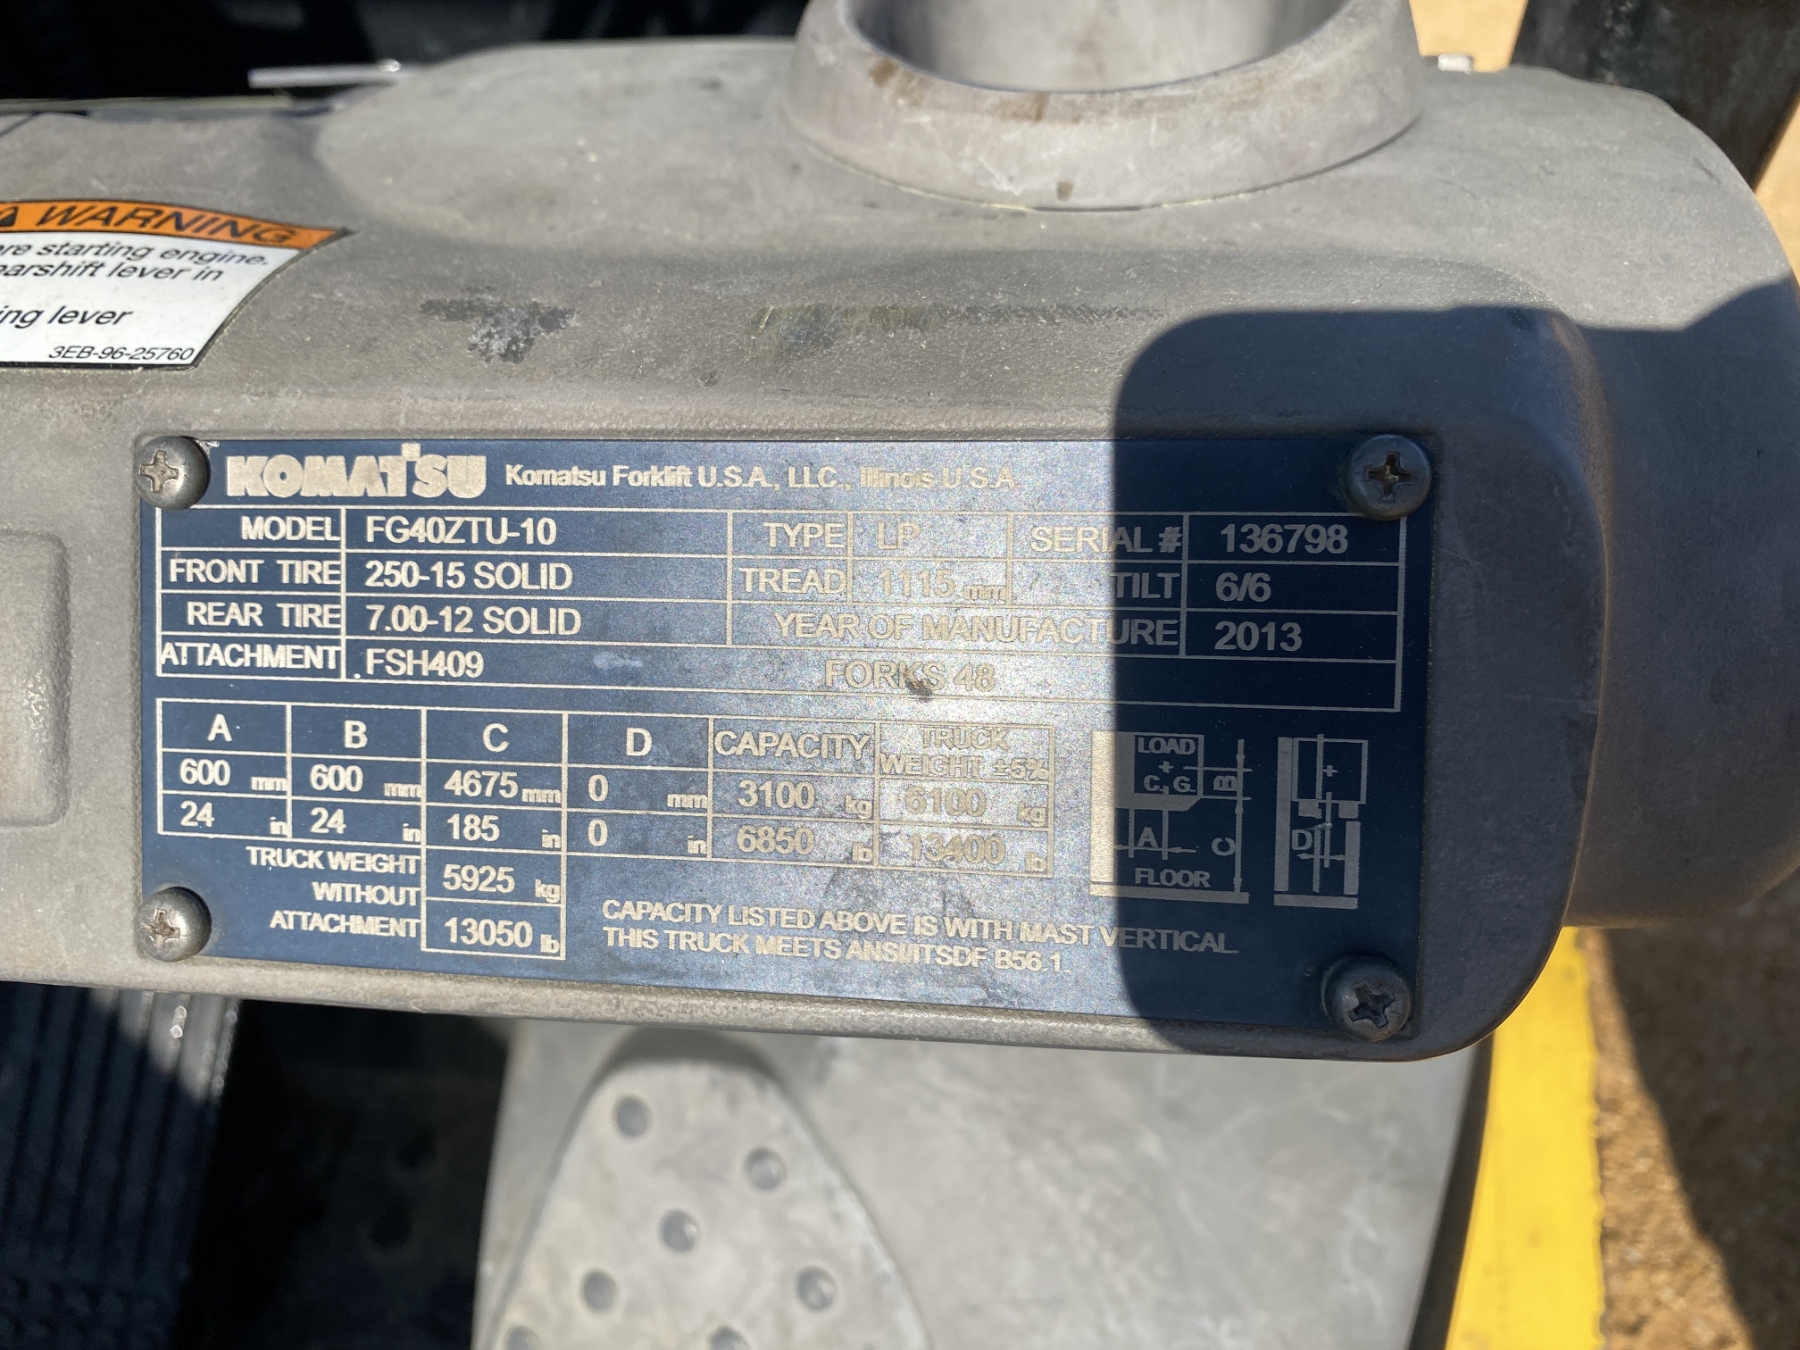 WARNING
re starting engine.
earshift lever in
ing lever
3EB-96-25760
KOMATSU Komatsu Forklift U.S.A., LLC., Illinois U.S.A.
MODEL FG40ZTU-10 TYPE LP SERIAL # 136798
FRONT TIRE 250-15 SOLID TREAD 1115 mm TILT 6/6
REAR TIRE 7.00-12 SOLID YEAR OF MANUFACTURE 2013
ATTACHMENT FSH409 FORKS 48
A B C D CAPACITY TRUCK WEIGHT ±5%
600 mm 600 mm 4675 mm 0 mm 3100 kg 6100 kg
24 in 24 in 185 in 0 in 6850 lb 13400 lb
TRUCK WEIGHT WITHOUT ATTACHMENT
5925 kg
13050 lb
CAPACITY LISTED ABOVE IS WITH MAST VERTICAL.
THIS TRUCK MEETS ANSI/ITSDF B56.1.
LOAD
C.G. B
A C
FLOOR
D